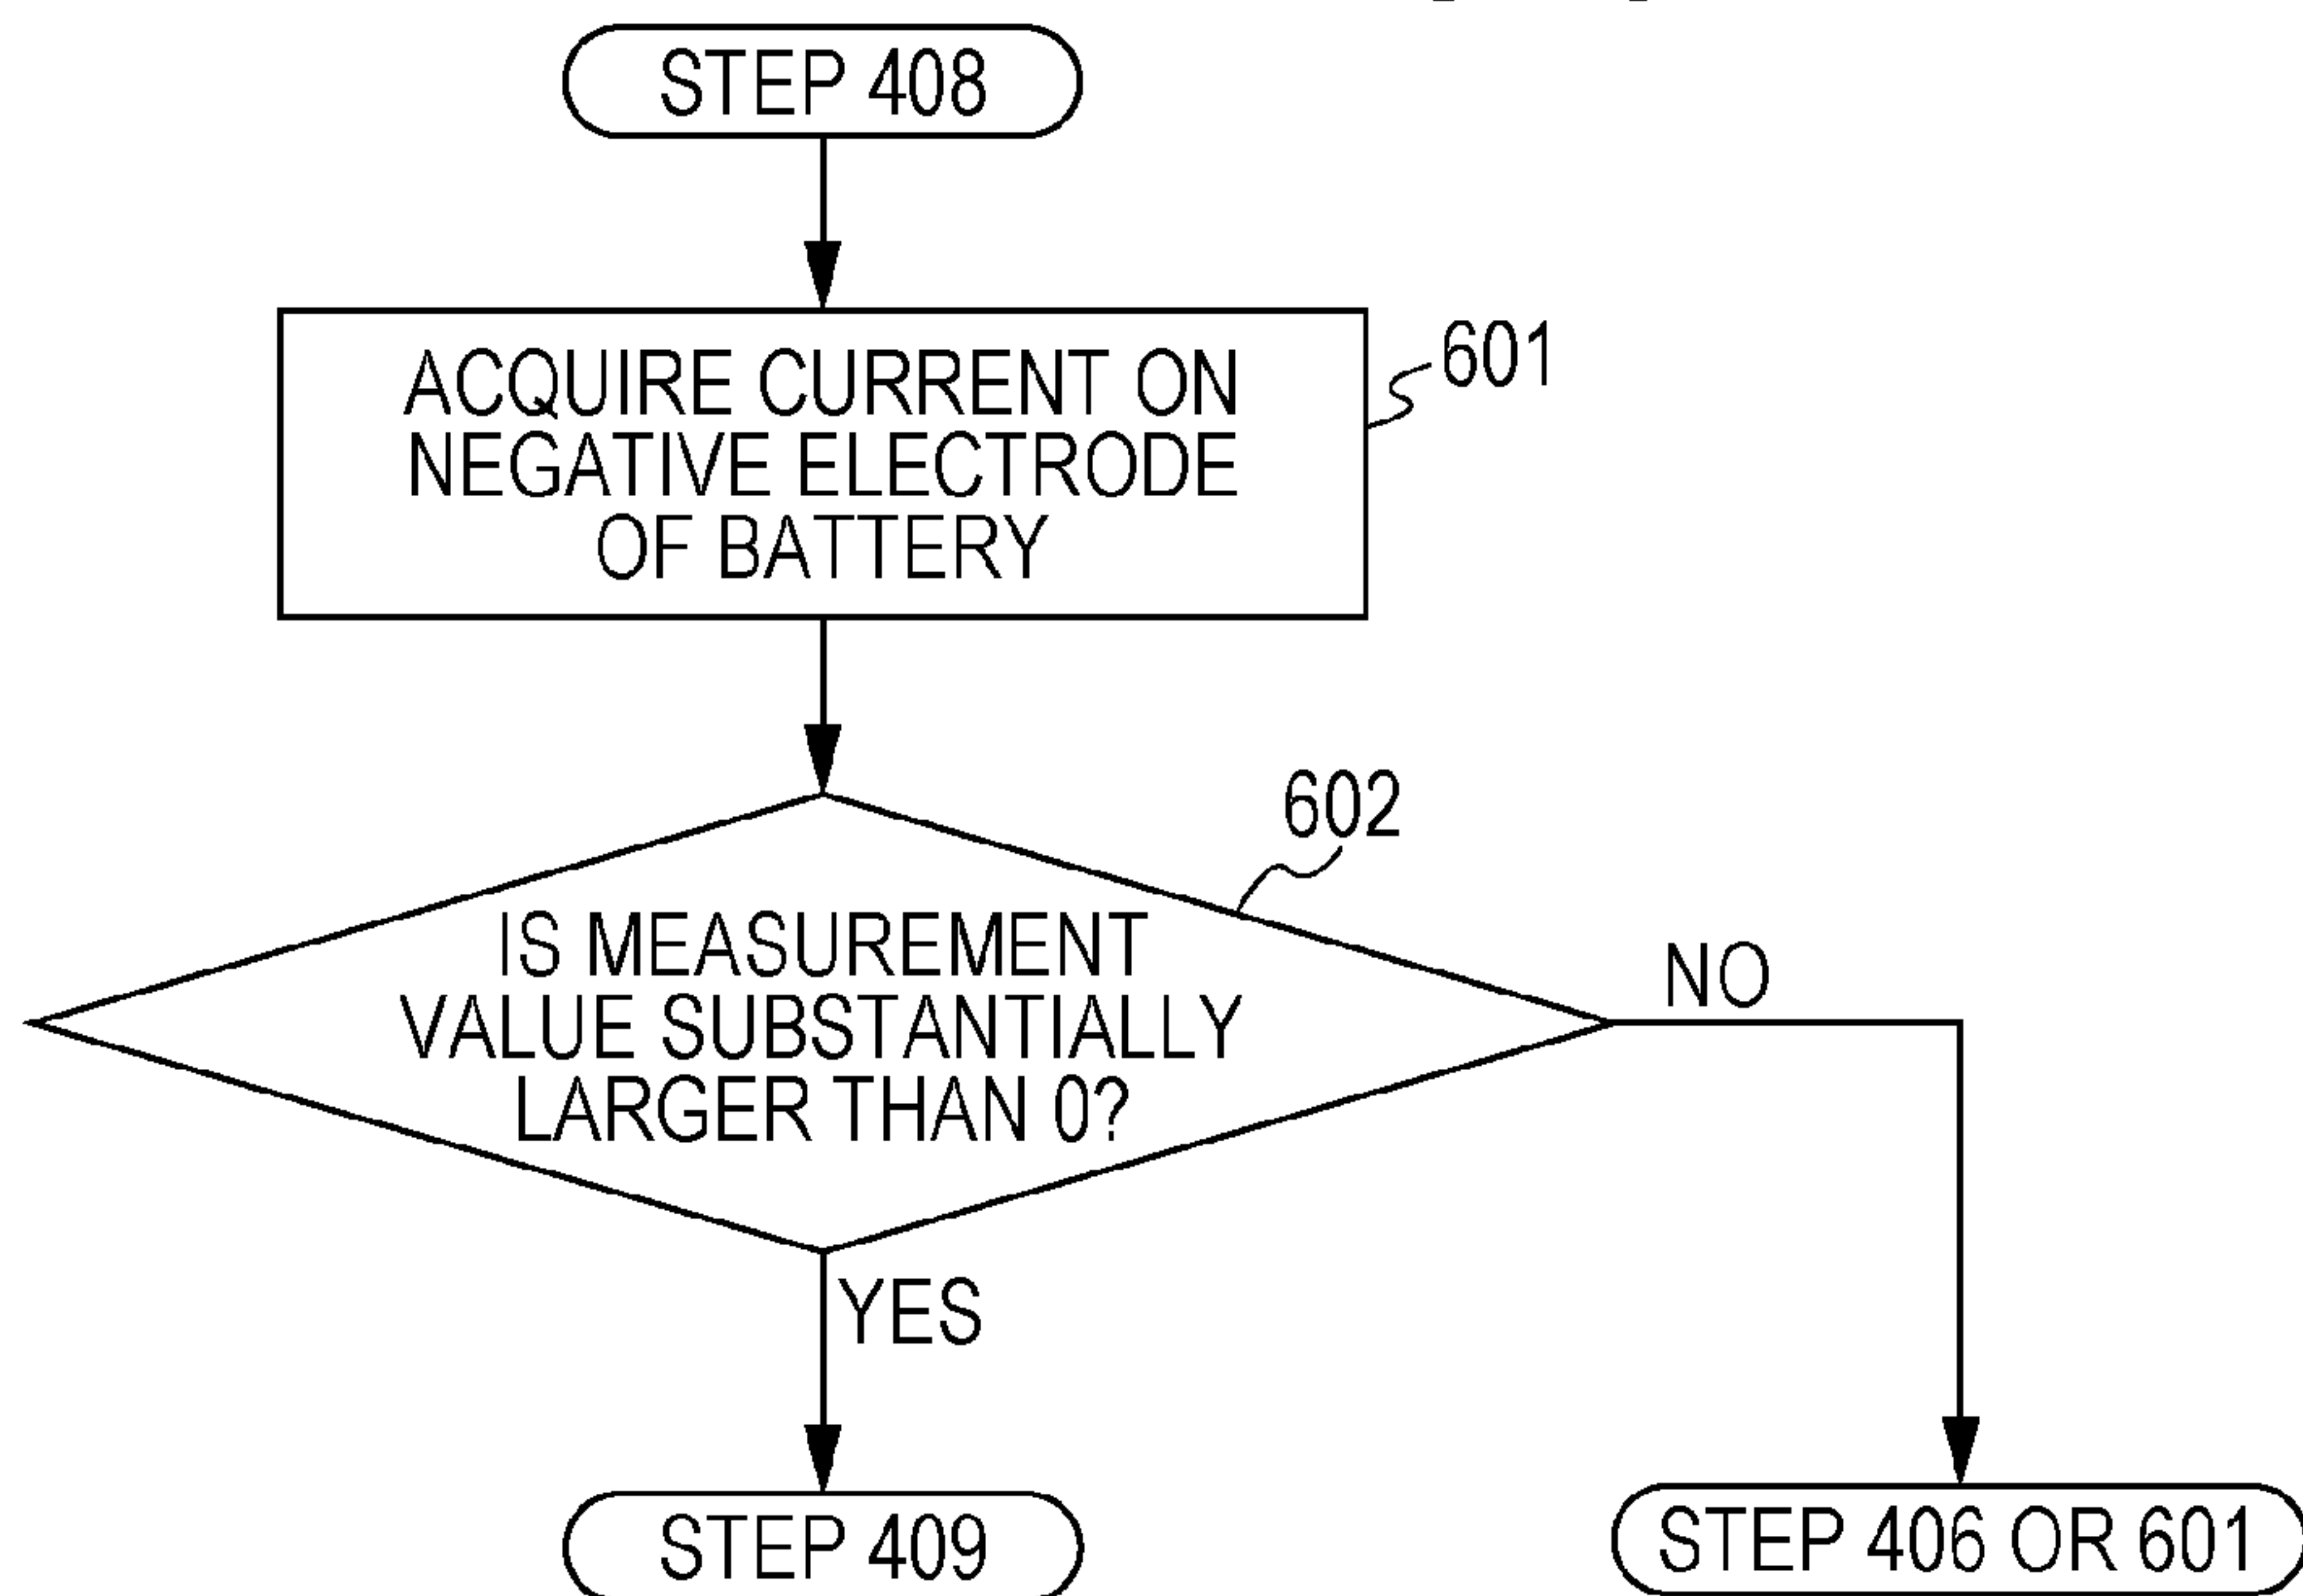 STEP 408
ACQUIRE CURRENT ON
NEGATIVE ELECTRODE
OF BATTERY
601
602
IS MEASUREMENT
VALUE SUBSTANTIALLY
LARGER THAN 0?
NO
YES
STEP 409
STEP 406 OR 601